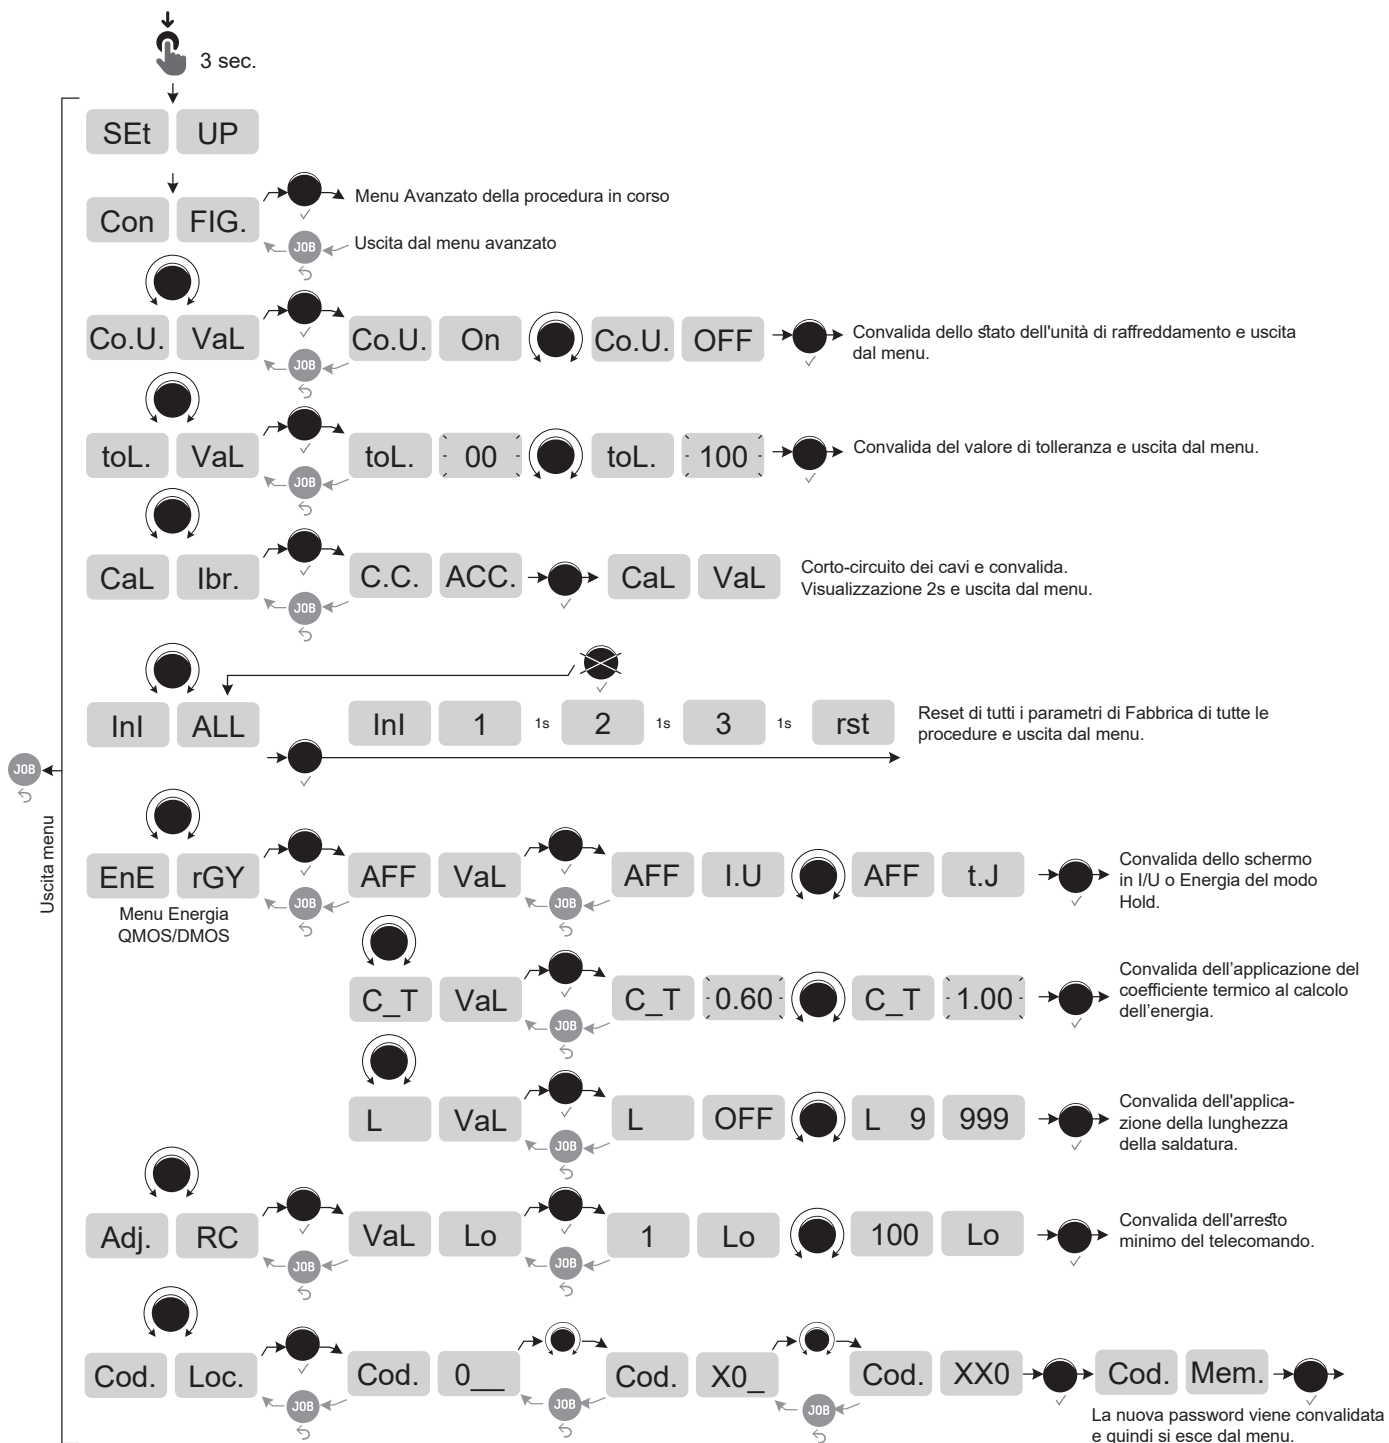 3 sec.
SEt UP
Con FIG.
Menu Avanzato della procedura in corso
JOB Uscita dal menu avanzato
Co.U. VaL Co.U. On Co.U. OFF
Convalida dello stato dell'unità di raffreddamento e uscita
dal menu.
JOB
toL. VaL toL. 00 toL. 100
Convalida del valore di tolleranza e uscita dal menu.
JOB
CaL Ibr. C.C. ACC. CaL VaL
Corto-circuito dei cavi e convalida.
Visualizzazione 2s e uscita dal menu.
JOB
InI ALL InI 1 1s 2 1s 3 1s rst
Reset di tutti i parametri di Fabbrica di tutte le
procedure e uscita dal menu.
JOB
Uscita menu
EnE rGY AFF VaL AFF I.U AFF t.J
Convalida dello schermo
in I/U o Energia del modo
Hold.
JOB JOB
Menu Energia
QMOS/DMOS
C_T VaL C_T 0.60 C_T 1.00
Convalida dell'applicazione del
coefficiente termico al calcolo
dell'energia.
JOB
L VaL L OFF L 9 999
Convalida dell'applica-
zione della lunghezza
della saldatura.
JOB
Adj. RC VaL Lo 1 Lo 100 Lo
Convalida dell'arresto
minimo del telecomando.
JOB JOB
Cod. Loc. Cod. 0__ Cod. X0_ Cod. XX0 Cod. Mem.
JOB JOB JOB
La nuova password viene convalidata
e quindi si esce dal menu.